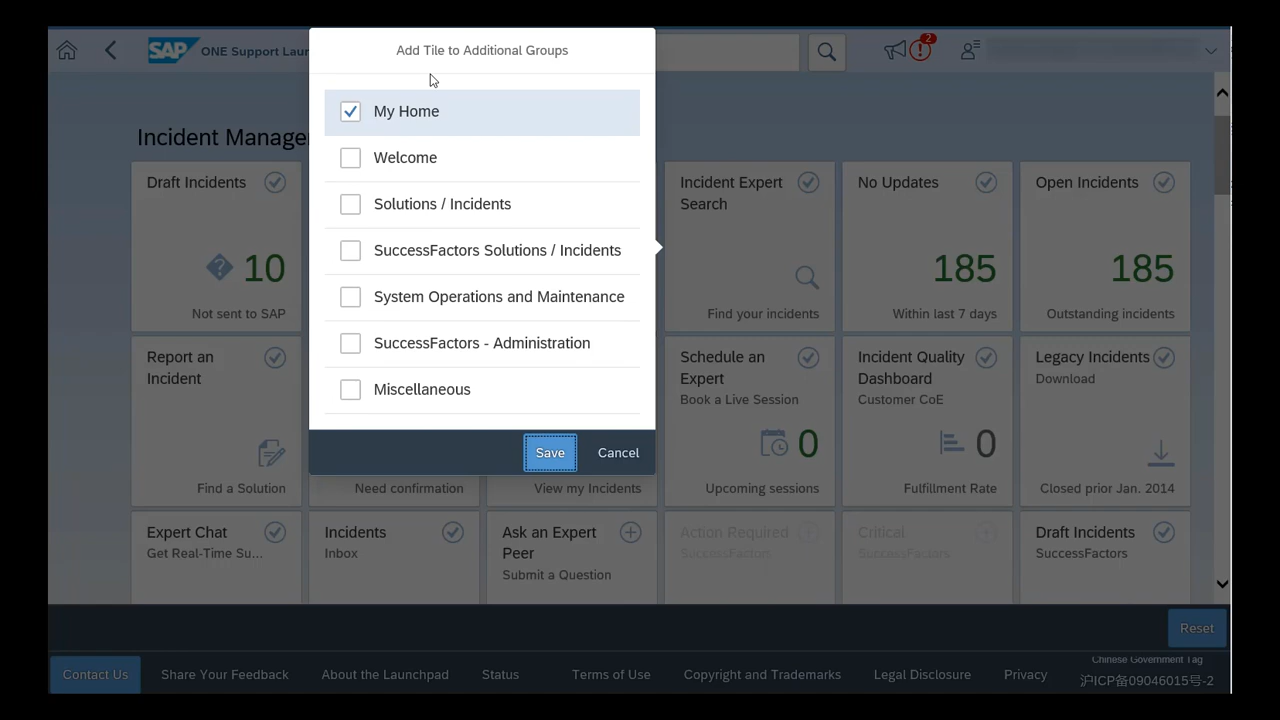 SAP ONE Support Laun
2
Add Tile to Additional Groups
My Home
Welcome
Solutions / Incidents
SuccessFactors Solutions / Incidents
System Operations and Maintenance
SuccessFactors - Administration
Miscellaneous
Save Cancel
Incident Manage
Draft Incidents
10
Not sent to SAP
Incident Expert
Search
Find your incidents
No Updates
185
Within last 7 days
Open Incidents
185
Outstanding incidents
Report an
Incident
Find a Solution
Need confirmation
View my Incidents
Schedule an
Expert
Book a Live Session
0
Upcoming sessions
Incident Quality
Dashboard
Customer CoE
0
Fulfillment Rate
Legacy Incidents
Download
Closed prior Jan. 2014
Expert Chat
Get Real-Time Su...
Incidents
Inbox
Ask an Expert
Peer
Submit a Question
Action Required
SuccessFactors
Critical
SuccessFactors
Draft Incidents
SuccessFactors
Reset
Contact Us Share Your Feedback About the Launchpad Status Terms of Use Copyright and Trademarks Legal Disclosure Privacy
Chinese Government Tag
沪ICP备09046015号-2